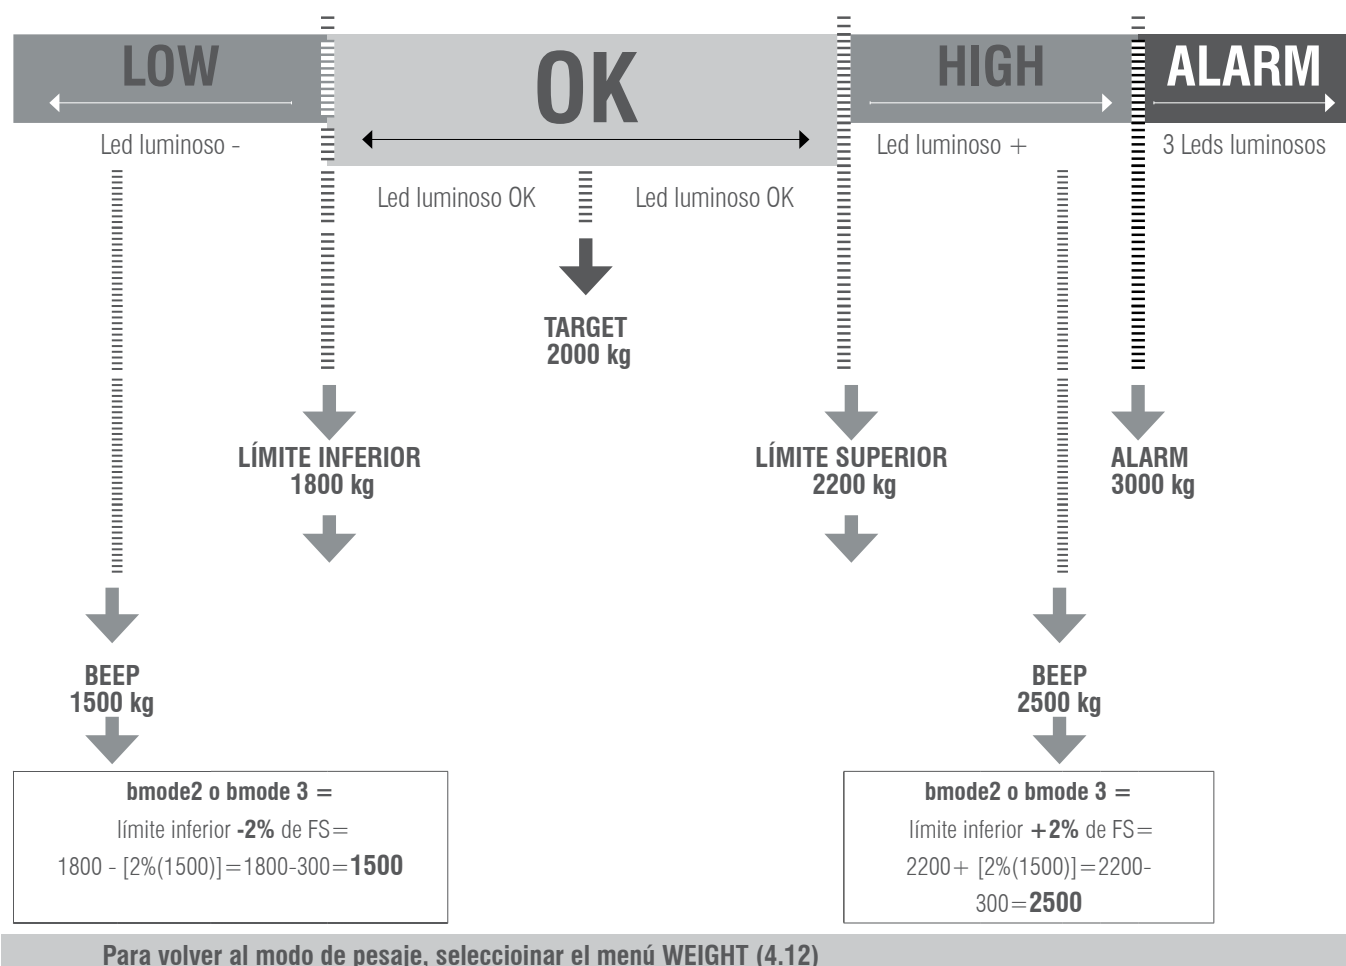 LOW
OK
HIGH
ALARM
Led luminoso -
Led luminoso +
3 Leds luminosos
Led luminoso OK
Led luminoso OK
TARGET
2000 kg
LÍMITE INFERIOR
1800 kg
LÍMITE SUPERIOR
2200 kg
ALARM
3000 kg
BEEP
1500 kg
BEEP
2500 kg
bmode2 o bmode 3 =
límite inferior -2% de FS=
1800 - [2%(1500)]=1800-300=1500
bmode2 o bmode 3 =
límite inferior +2% de FS=
2200+ [2%(1500)]=2200-
300=2500
Para volver al modo de pesaje, seleccioinar el menú WEIGHT (4.12)